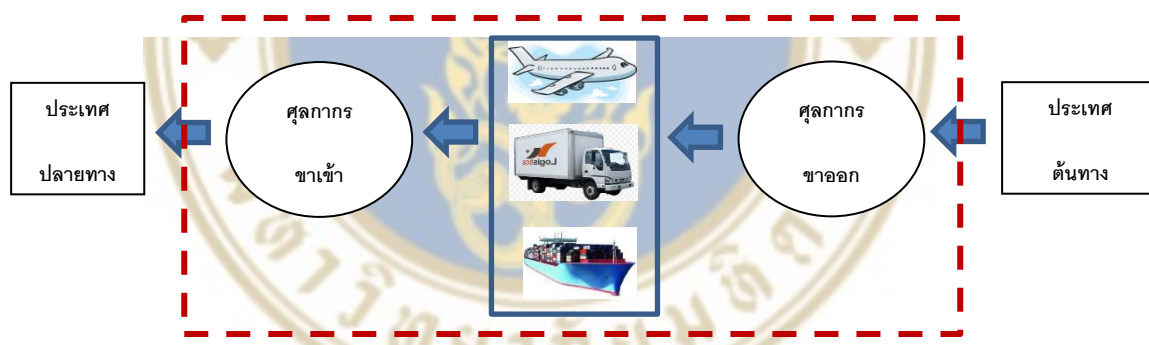 ประเทศ
ปลายทาง
ศุลกากร
ขาเข้า
Logistics
ศุลกากร
ขาออก
ประเทศ
ต้นทาง